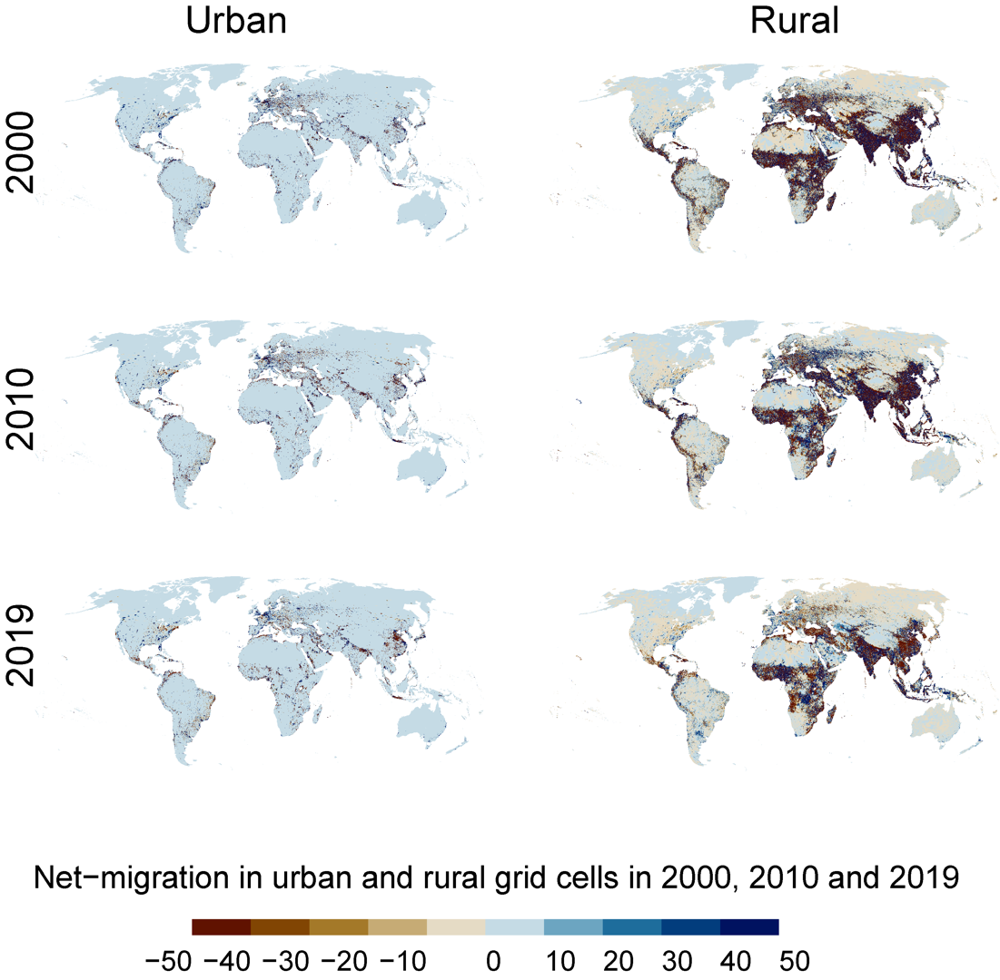 Urban Rural
2000
2010
2019
Net−migration in urban and rural grid cells in 2000, 2010 and 2019
−50 −40 −30 −20 −10 0 10 20 30 40 50